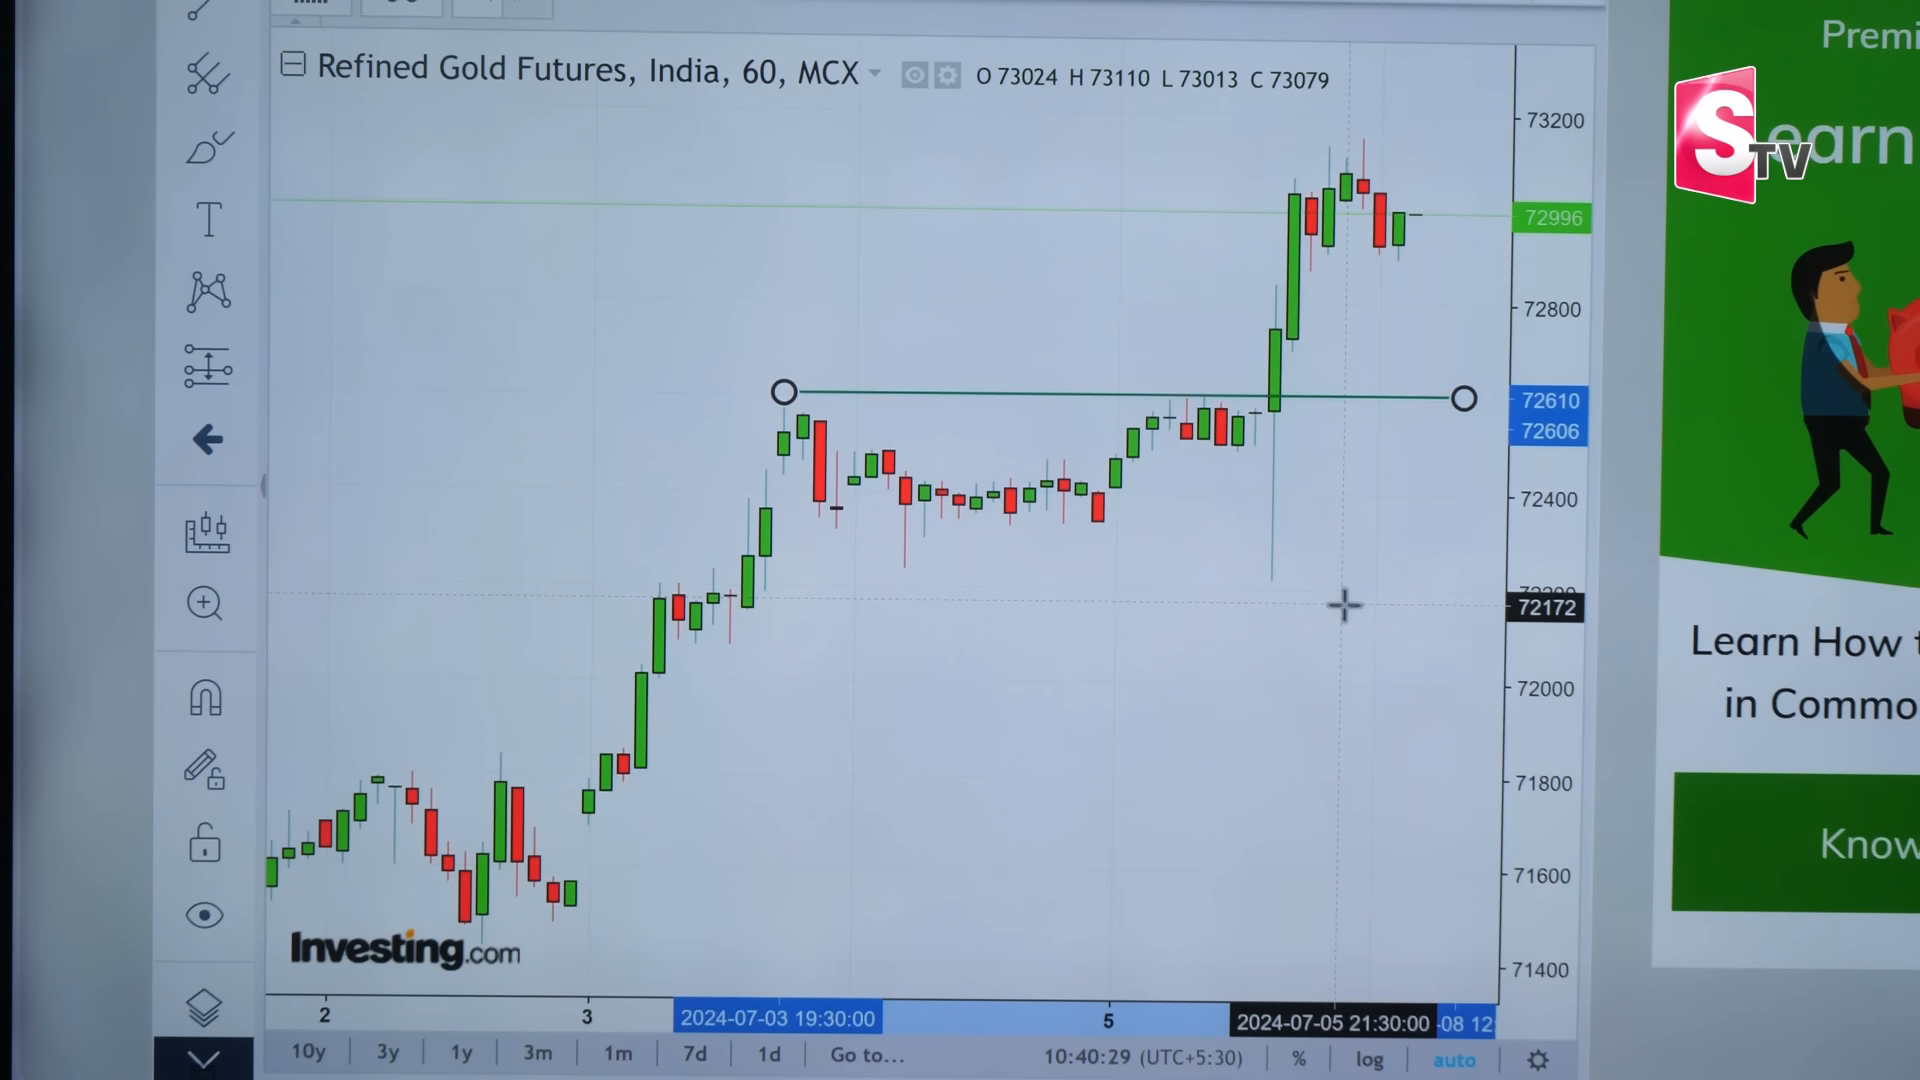 Refined Gold Futures, India, 60, MCX O 73024 H 73110 L 73013 C 73079
Premi
earn
STV
73200
72996
72800
72610
72606
72400
72172
72000
71800
71600
71400
Learn How t
in Commo
Know
Investing.com
2 3 2024-07-03 19:30:00 5 2024-07-05 21:30:00 -08 12:
10y 3y 1y 3m 1m 7d 1d Go to... 10:40:29 (UTC+5:30) % log auto